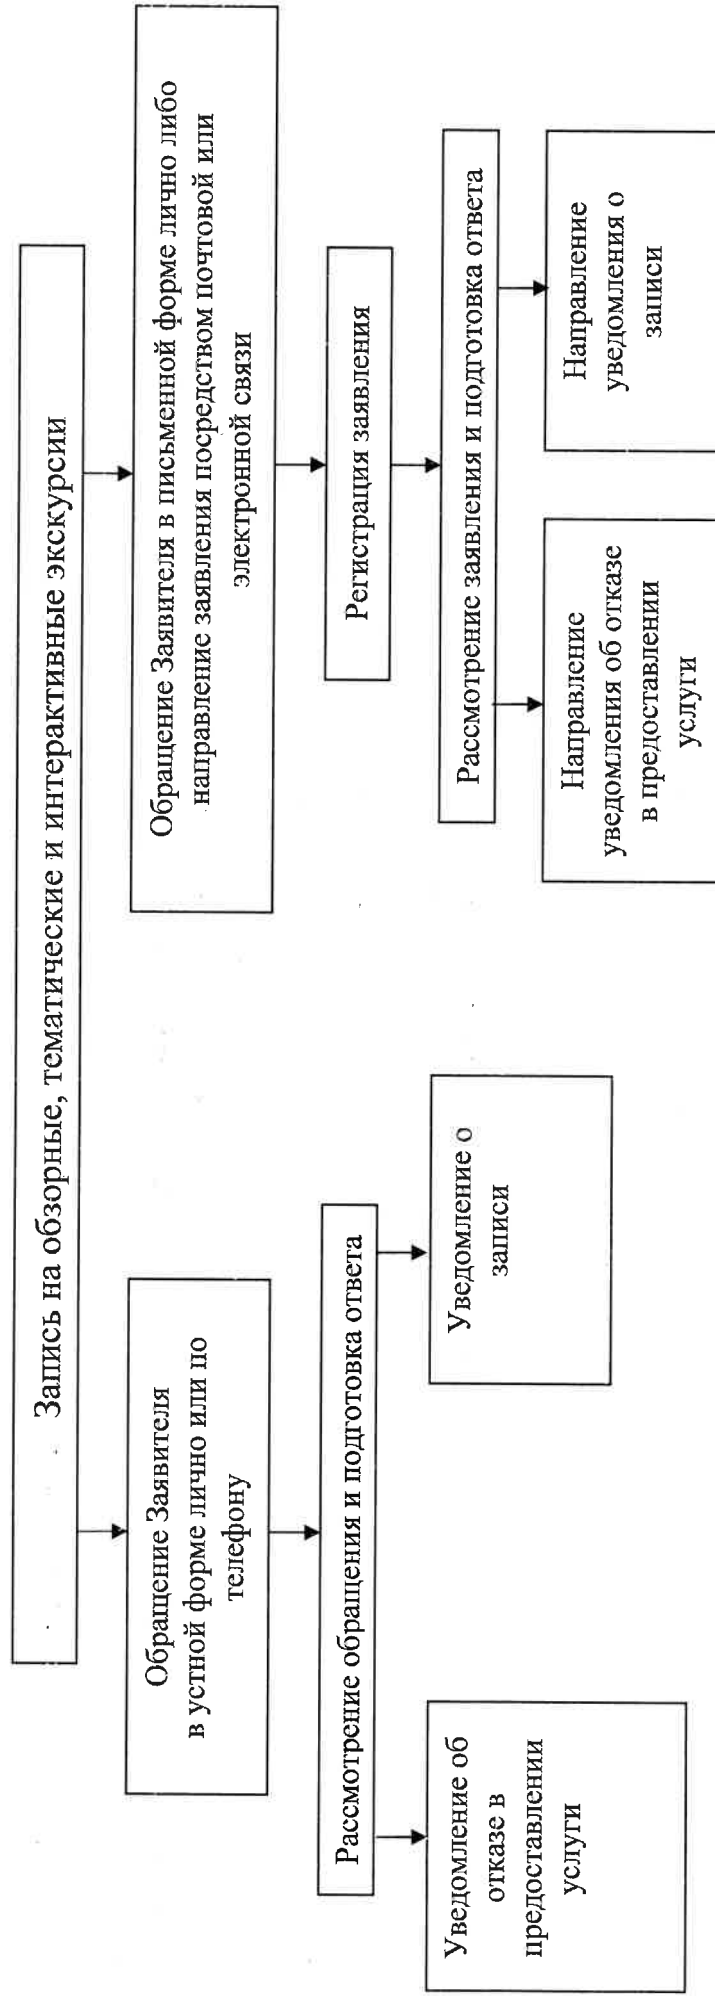 Запись на обзорные, тематические и интерактивные экскурсии
Обращение Заявителя
в устной форме лично или по
телефону
Рассмотрение обращения и подготовка ответа
Уведомление об
отказе в
предоставлении
услуги
Уведомление о
записи
Обращение Заявителя в письменной форме лично либо
направление заявления посредством почтовой или
электронной связи
Регистрация заявления
Рассмотрение заявления и подготовка ответа
Направление
уведомления об отказе
в предоставлении
услуги
Направление
уведомления о
записи